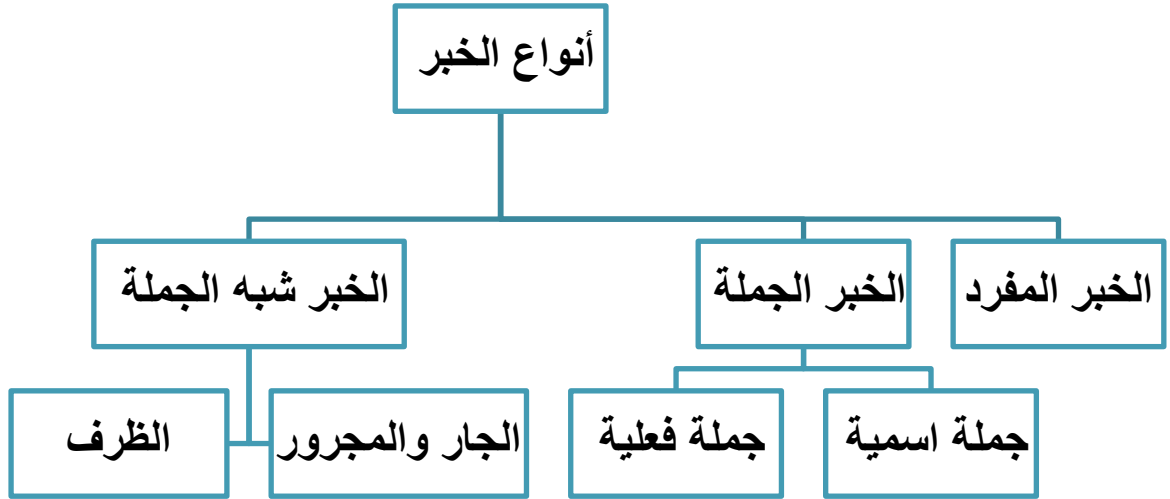 أنواع الخبر
الخبر المفرد
الخبر الجملة
الخبر شبه الجملة
جملة اسمية
جملة فعلية
الجار والمجرور
الظرف